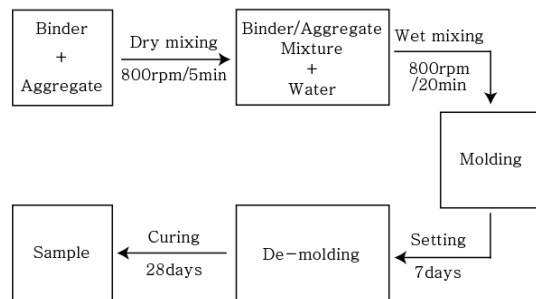 Binder
+
Aggregate
Dry mixing
800rpm/5min
Binder/Aggregate
Mixture
+
Water
Wet mixing
800rpm
/20min
Molding
Setting
7days
De-molding
Curing
28days
Sample